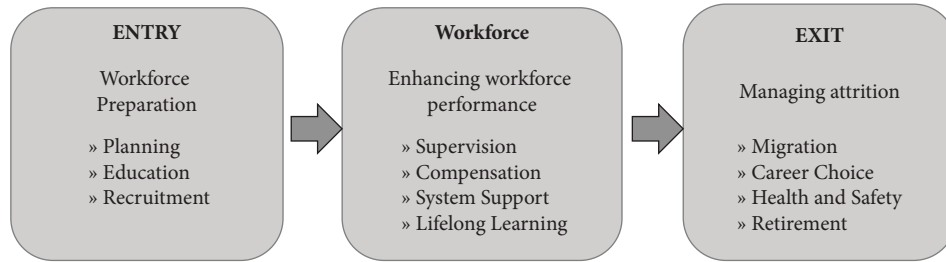 ENTRY
Workforce
Preparation
» Planning
» Education
» Recruitment
Workforce
Enhancing workforce
performance
» Supervision
» Compensation
» System Support
» Lifelong Learning
EXIT
Managing attrition
» Migration
» Career Choice
» Health and Safety
» Retirement